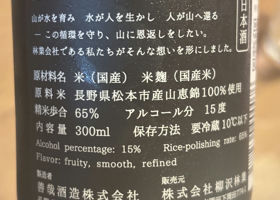 山が水を育み　水が人を生かし　人が山へ還る
― この循環を守り、山に恩返しをしたい。
林業会社である私たちがそんな想いを形にしました。
日本酒
原材料名　米（国産）　米麹（国産米）
原料米　長野県松本市産山恵錦100%使用
精米歩合　65%　アルコール分　15度
内容量　300ml　保存方法　要冷蔵10℃以下
Alcohol percentage: 15%　Rice-polishing rate: 65%
Flavor: fruity, smooth, refined
製造者　販売元
善哉酒造株式会社　株式会社柳沢林業